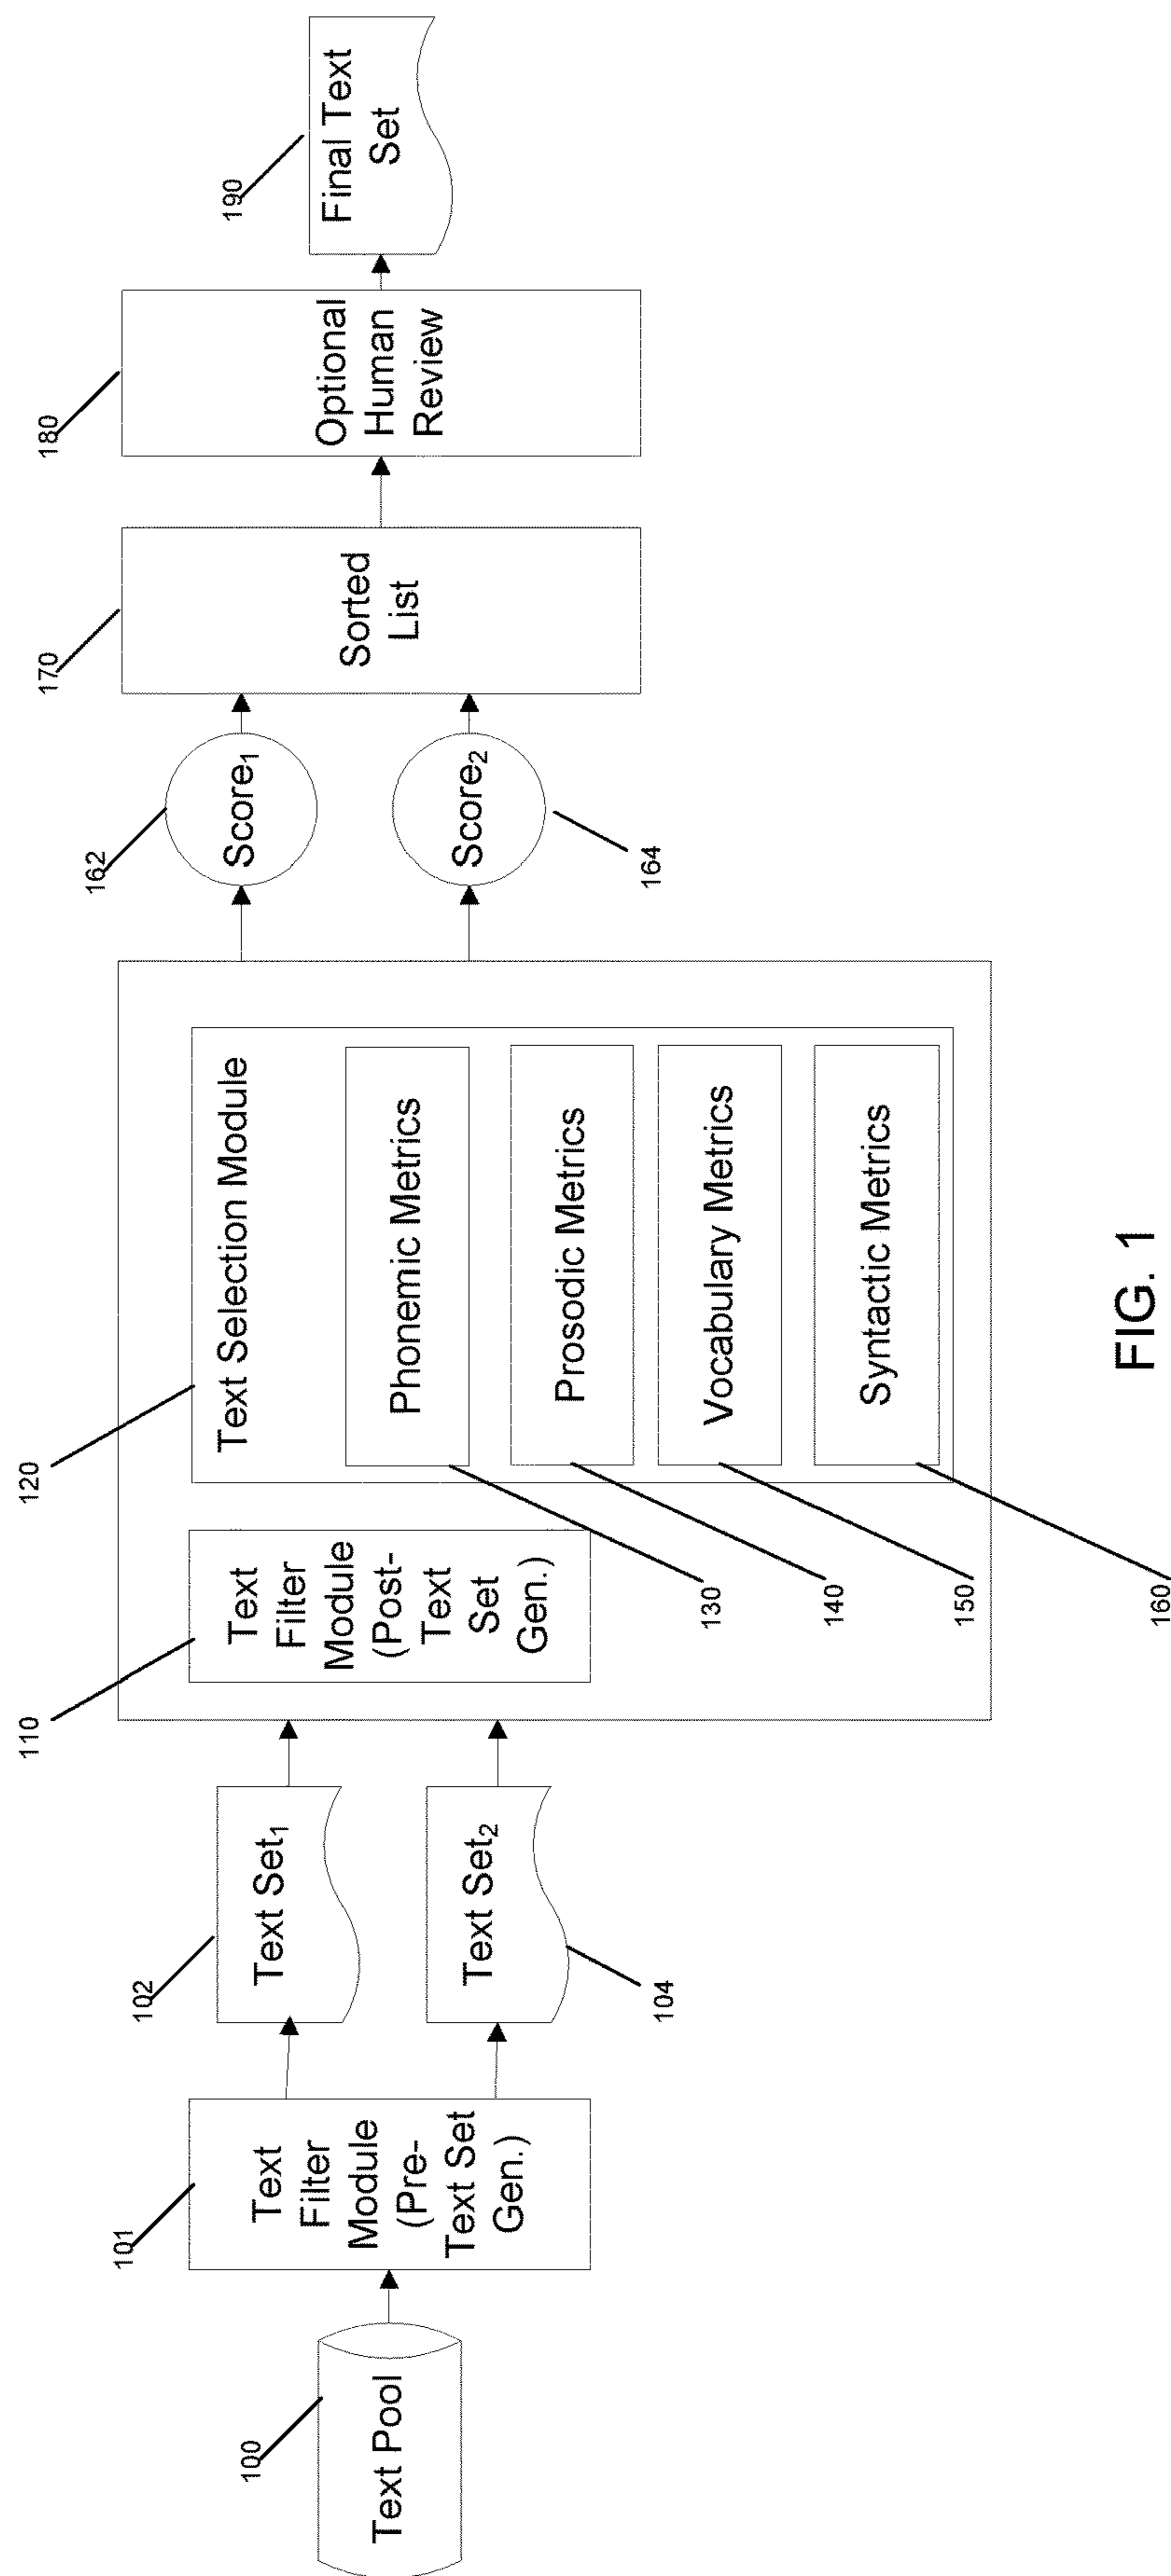 100
Text Pool
101
Text
Filter
Module
(Pre-
Text Set
Gen.)
102
Text Set1
104
Text Set2
110
Text
Filter
Module
(Post-
Text
Set
Gen.)
120
Text Selection Module
Phonemic Metrics
Prosodic Metrics
Vocabulary Metrics
Syntactic Metrics
130
140
150
160
162
Score1
164
Score2
170
Sorted
List
180
Optional
Human
Review
190
Final Text
Set
FIG. 1